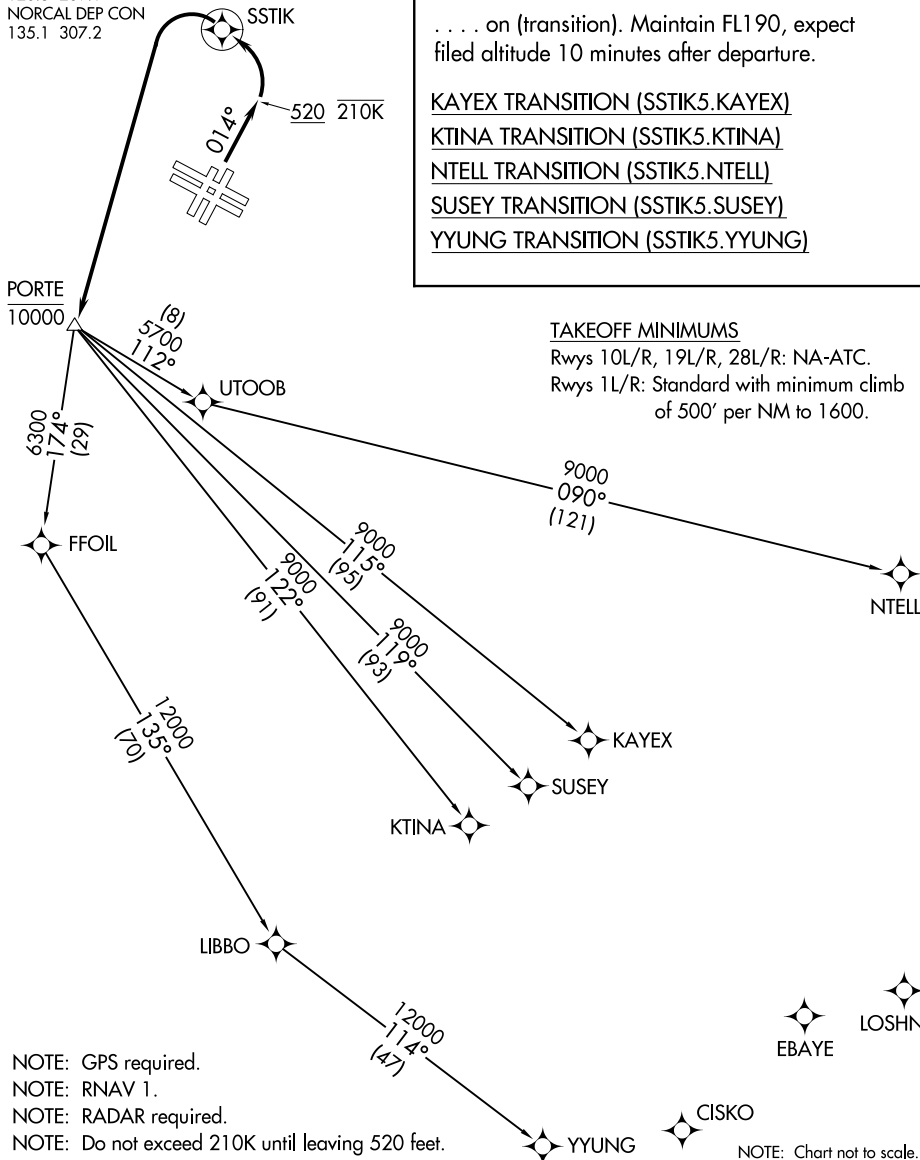 NORCAL DEP CON
135.1 307.2
SSTIK
. . . . on (transition). Maintain FL190, expect
filed altitude 10 minutes after departure.
520 210K
014°
KAYEX TRANSITION (SSTIK5.KAYEX)
KTINA TRANSITION (SSTIK5.KTINA)
NTELL TRANSITION (SSTIK5.NTELL)
SUSEY TRANSITION (SSTIK5.SUSEY)
YYUNG TRANSITION (SSTIK5.YYUNG)
PORTE
10000
(8)
5700
112°
UTOOB
TAKEOFF MINIMUMS
Rwys 10L/R, 19L/R, 28L/R: NA-ATC.
Rwys 1L/R: Standard with minimum climb
of 500' per NM to 1600.
6300
174°
(29)
9000
090°
(121)
FFOIL
9000
115°
(95)
9000
122°
(91)
NTELL
9000
119°
(93)
12000
135°
(70)
KAYEX
SUSEY
KTINA
LIBBO
12000
114°
(47)
LOSHN
EBAYE
NOTE: GPS required.
NOTE: RNAV 1.
NOTE: RADAR required.
NOTE: Do not exceed 210K until leaving 520 feet.
CISKO
YYUNG
NOTE: Chart not to scale.